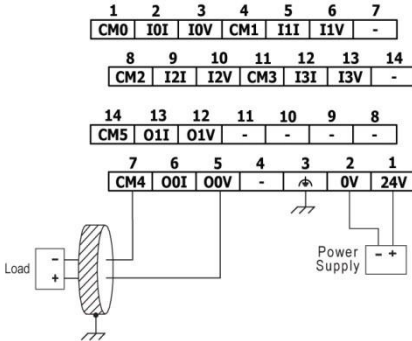 1 2 3 4 5 6 7
CM0 I0I I0V CM1 I1I I1V -
8 9 10 11 12 13 14
CM2 I2I I2V CM3 I3I I3V -
14 13 12 11 10 9 8
CM5 O1I O1V - - - -
7 6 5 4 3 2 1
CM4 O0I O0V - 0V 24V
Load - +
Power Supply - +